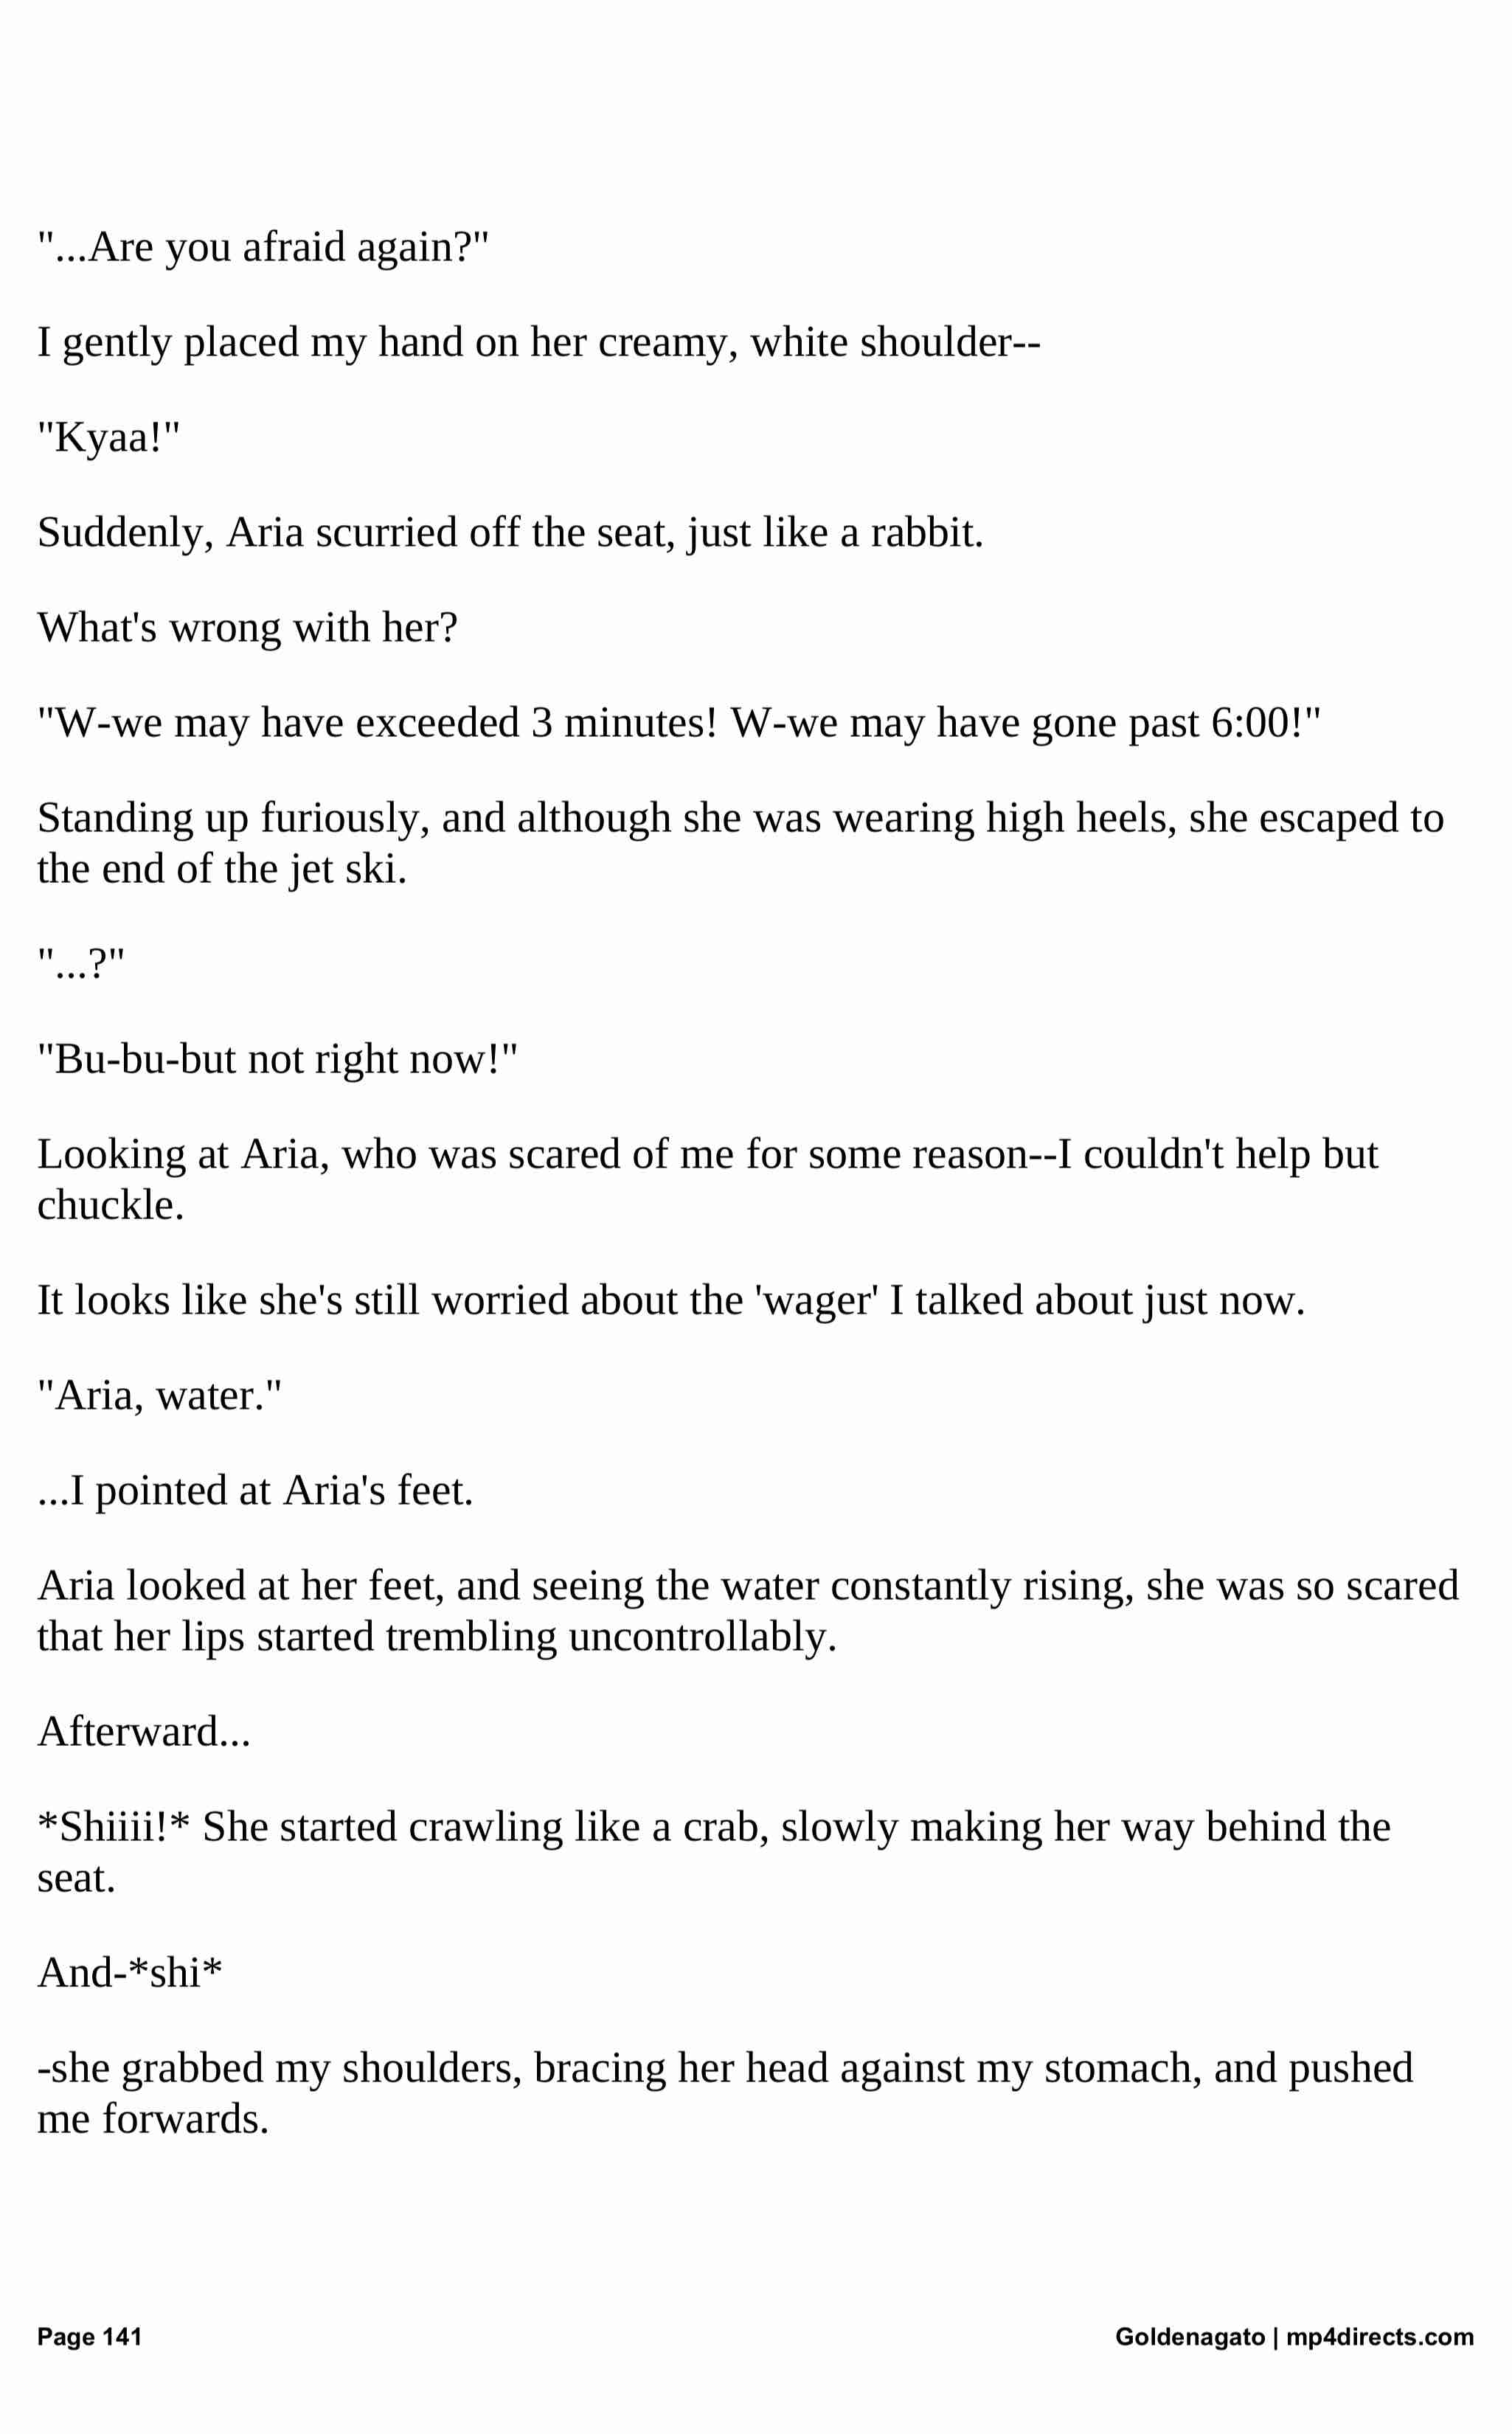 "...Are you afraid again?"
I gently placed my hand on her creamy, white shoulder--
"Kyaa!"
Suddenly, Aria scurried off the seat, just like a rabbit.
What's wrong with her?
"W-we may have exceeded 3 minutes! W-we may have gone past 6:00!"
Standing up furiously, and although she was wearing high heels, she escaped to
the end of the jet ski.
"...?"
"Bu-bu-but not right now!"
Looking at Aria, who was scared of me for some reason--I couldn't help but
chuckle.
It looks like she's still worried about the 'wager' I talked about just now.
"Aria, water."
...I pointed at Aria's feet.
Aria looked at her feet, and seeing the water constantly rising, she was so scared
that her lips started trembling uncontrollably.
Afterward...
*Shiiii!* She started crawling like a crab, slowly making her way behind the
seat.
And-*shi*
-she grabbed my shoulders, bracing her head against my stomach, and pushed
me forwards.
Page 141
Goldenagato | mp4directs.com